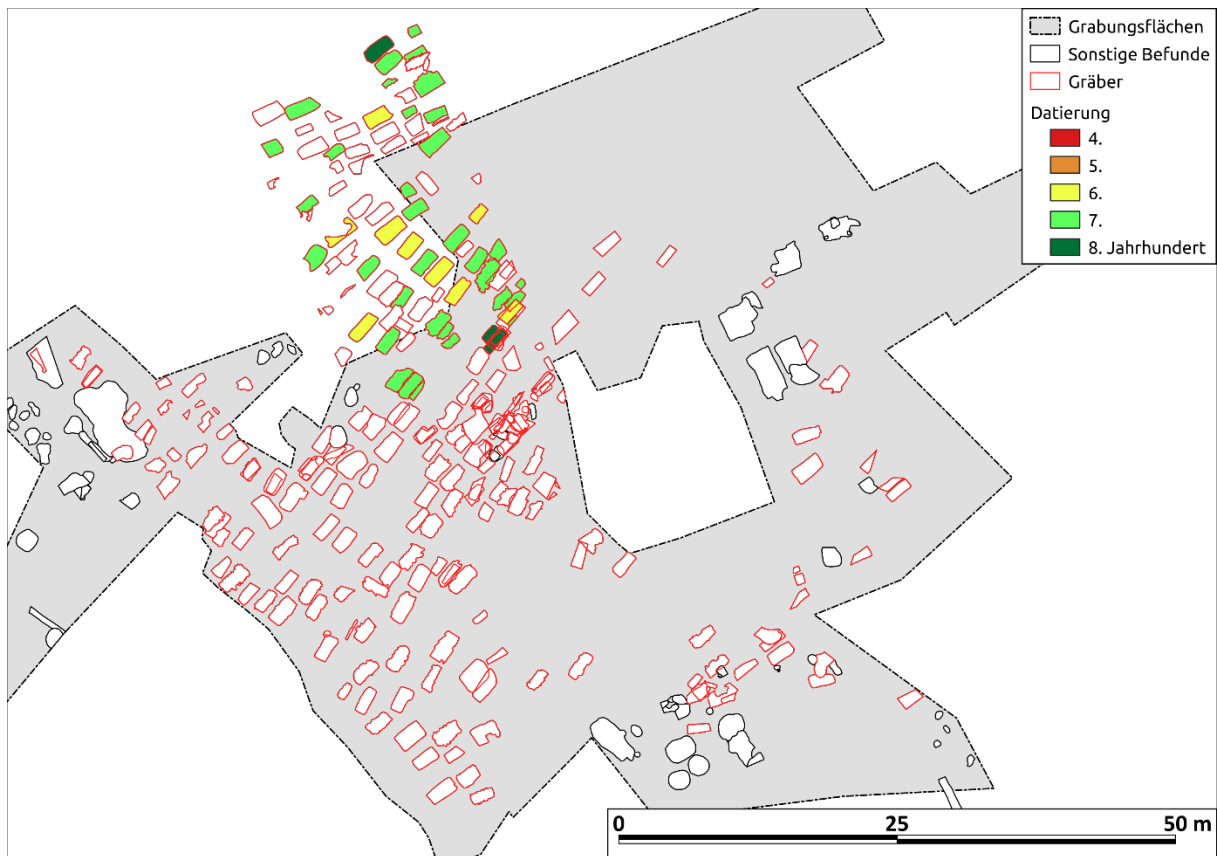 Grabungsflächen
Sonstige Befunde
Gräber
Datierung
4.
5.
6.
7.
8. Jahrhundert
0 25 50 m